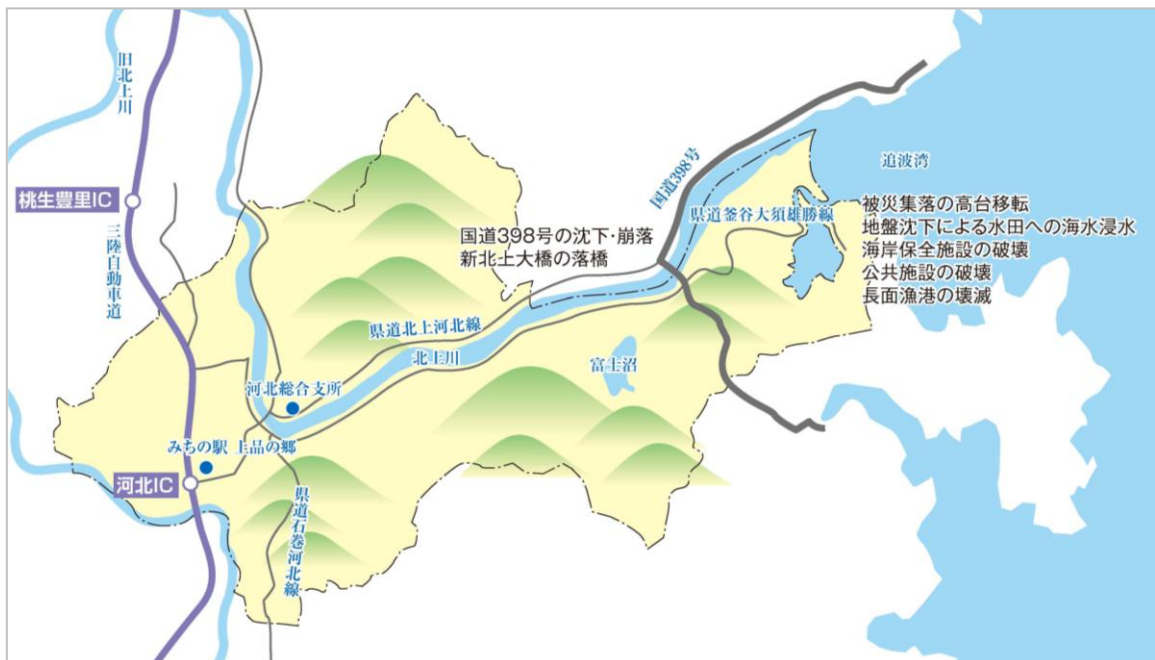 旧北上川
桃生豊里IC
三陸自動車道
国道398号
追波湾
県道釜谷大須雄勝線
被災集落の高台移転
地盤沈下による水田への海水浸水
海岸保全施設の破壊
公共施設の破壊
長面漁港の壊滅
国道398号の沈下・崩落
新北上大橋の落橋
県道北上河北線
北上川
富士沼
河北総合支所
みちの駅 上品の郷
河北IC
県道石巻河北線